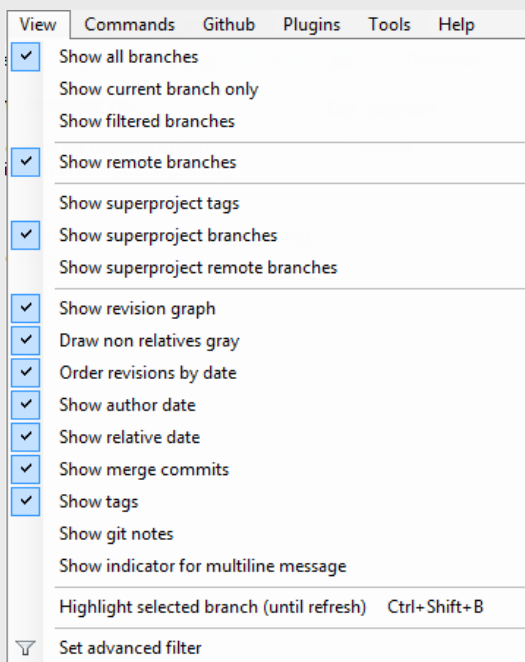 View Commands Github Plugins Tools Help
Show all branches
Show current branch only
Show filtered branches
Show remote branches
Show superproject tags
Show superproject branches
Show superproject remote branches
Show revision graph
Draw non relatives gray
Order revisions by date
Show author date
Show relative date
Show merge commits
Show tags
Show git notes
Show indicator for multiline message
Highlight selected branch (until refresh) Ctrl+Shift+B
Set advanced filter